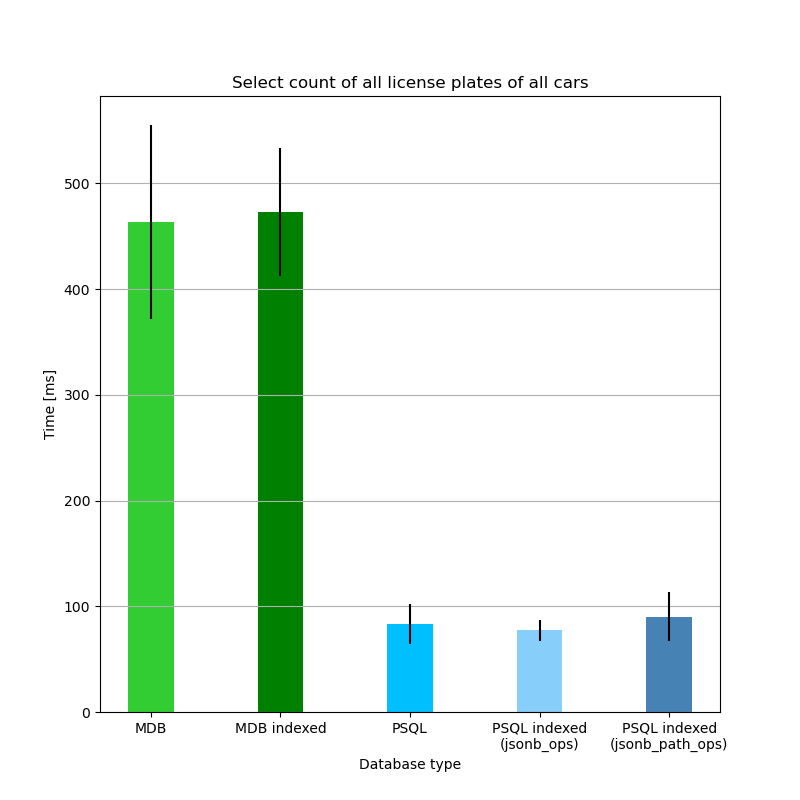 Select count of all license plates of all cars
500
400
300
200
100
0
Time [ms]
MDB
MDB indexed
PSQL
PSQL indexed
(jsonb_ops)
PSQL indexed
(jsonb_path_ops)
Database type